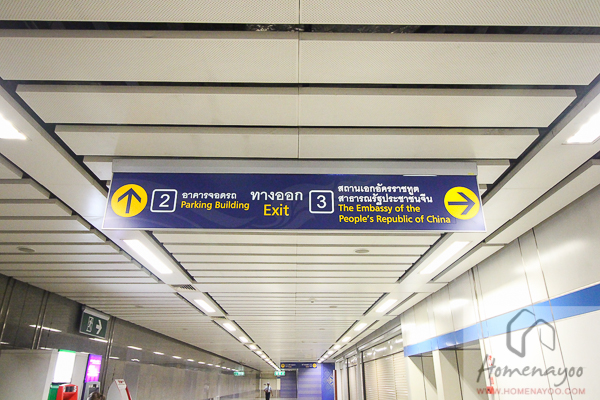 2
อาคารจอดรถ
Parking Building
ทางออก
Exit
3
สถานเอกอัครราชทูต
สาธารณรัฐประชาชนจีน
The Embassy of the
People's Republic of China
Homenayoo
WWW.HOMENAYOO.COM
Homenayoo